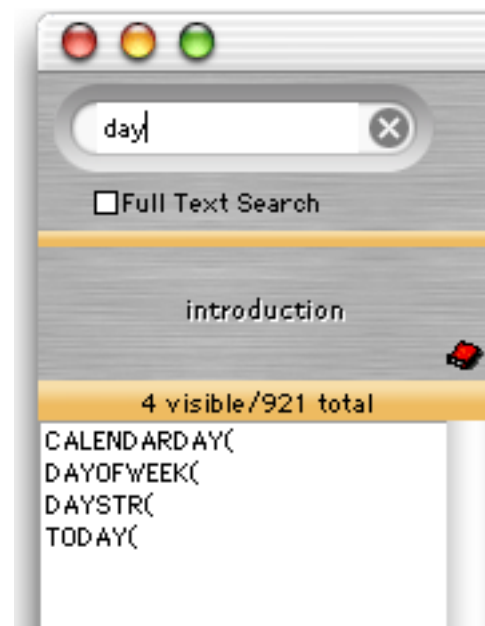 day
Full Text Search
introduction
4 visible/921 total
CALENDARDAY(
DAYOFWEEK(
DAYSTR(
TODAY(